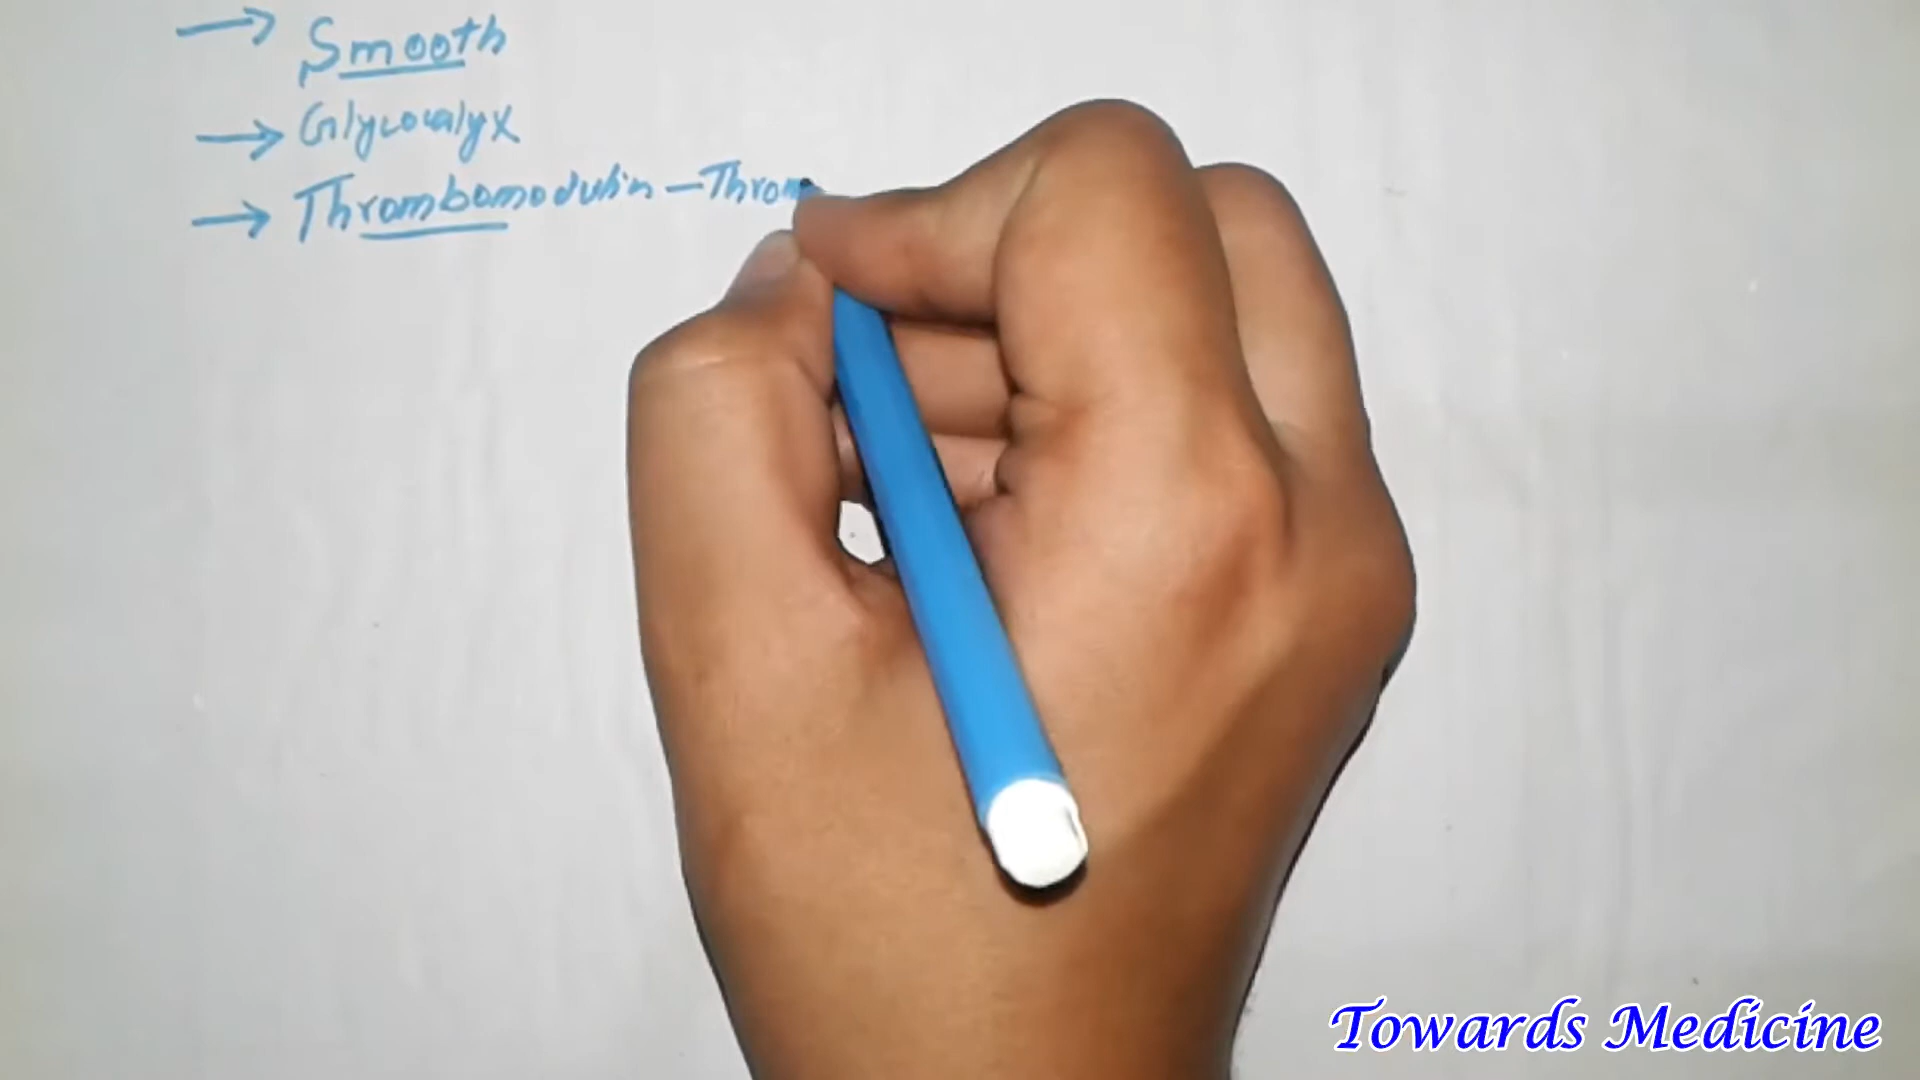 → Smooth
→ Glycocalyx
→ Thrombomodulin – Throm
Towards Medicine